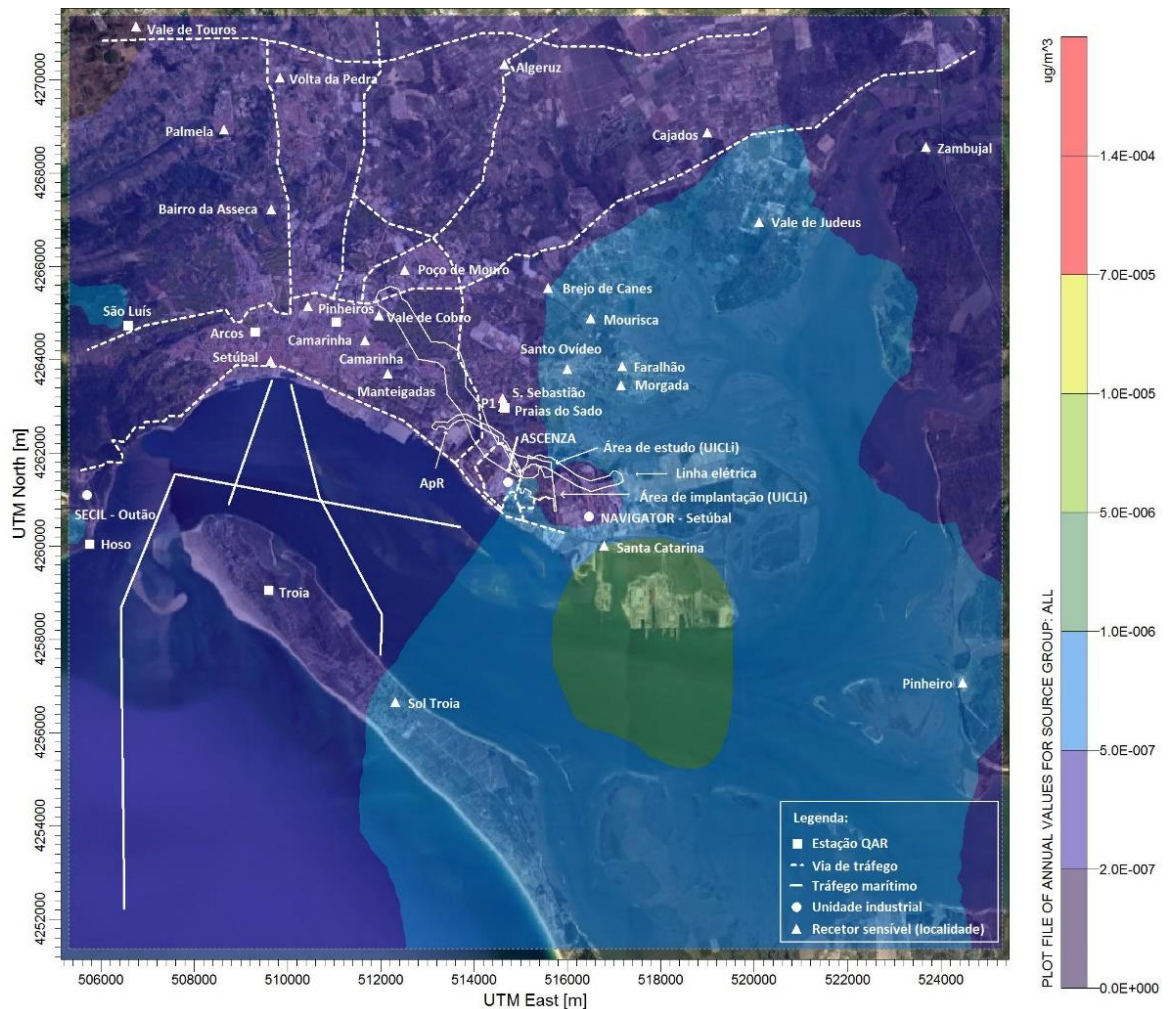 Vale de Touros
Volta da Pedra
Algeruz
Palmela
Cajados
Zambujal
Bairro da Asseca
Vale de Judeus
Poço de Mouro
Brejo de Canes
São Luís
Pinheiros
Vale de Cobro
Mourisca
Arcos
Camarinha
Santo Ovídeo
Setúbal
Camarinha
Faralhão
Manteigadas
Morgada
S. Sebastião
P1
Praias do Sado
ASCENZA
Área de estudo (UICLi)
ApR
Linha elétrica
Área de implantação (UICLi)
SECIL - Outão
NAVIGATOR - Setúbal
Hoso
Santa Catarina
Troia
Pinheiro
Sol Troia
Legenda:
Estação QAR
Via de tráfego
Tráfego marítimo
Unidade industrial
Recetor sensível (localidade)
UTM North [m]
4270000
4268000
4266000
4264000
4262000
4260000
4258000
4256000
4254000
4252000
506000 508000 510000 512000 514000 516000 518000 520000 522000 524000
UTM East [m]
ug/m^3
1.4E-004
7.0E-005
1.0E-005
5.0E-006
1.0E-006
5.0E-007
2.0E-007
0.0E+000
PLOT FILE OF ANNUAL VALUES FOR SOURCE GROUP: ALL